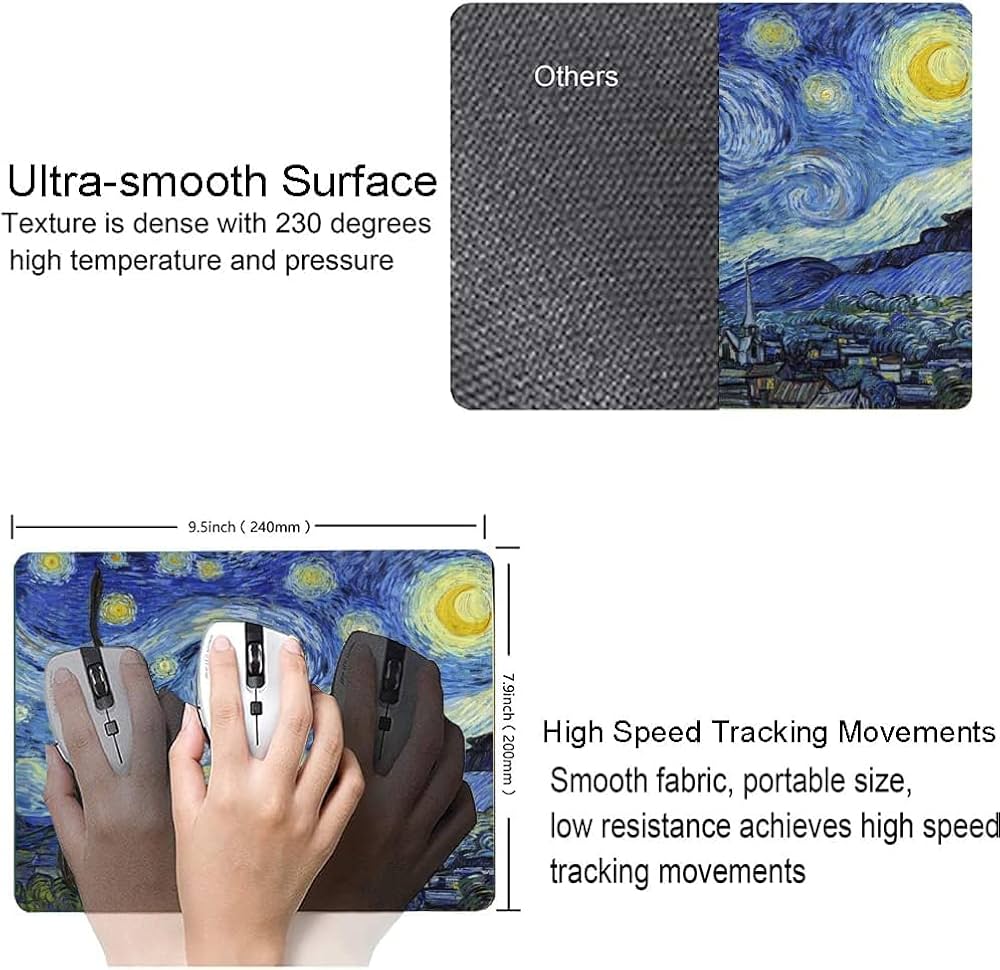 Others
Ultra-smooth Surface
Texture is dense with 230 degrees
high temperature and pressure
9.5inch ( 240mm )
7.9inch ( 200mm )
High Speed Tracking Movements
Smooth fabric, portable size,
low resistance achieves high speed
tracking movements